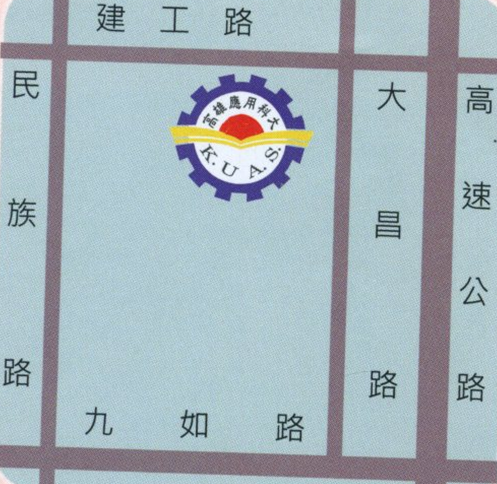 建工路
民族路
高雄應用科大
K.U.A.S.
大昌路
高速公路
九如路